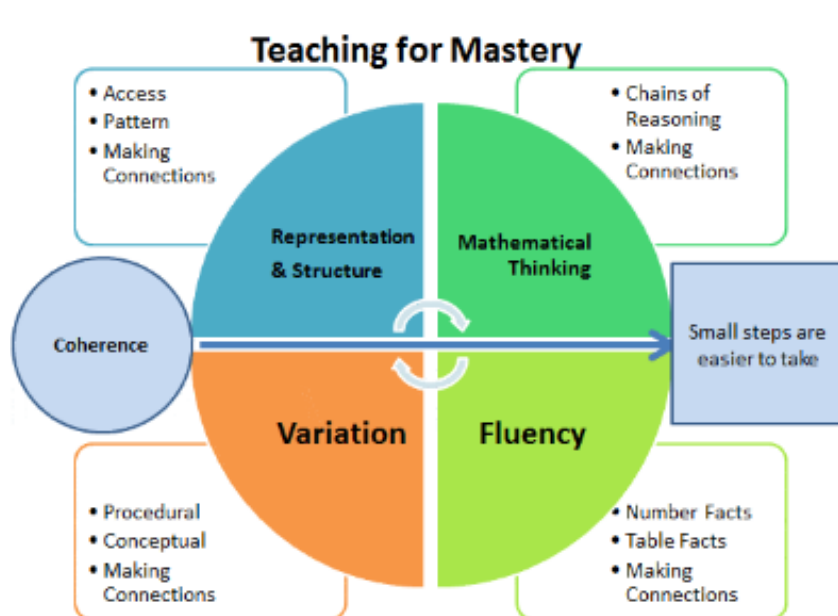 Teaching for Mastery
• Access
• Pattern
• Making
Connections
• Chains of
Reasoning
• Making
Connections
Representation
& Structure
Mathematical
Thinking
Coherence
Small steps are
easier to take
Variation
Fluency
• Procedural
• Conceptual
• Making
Connections
• Number Facts
• Table Facts
• Making
Connections